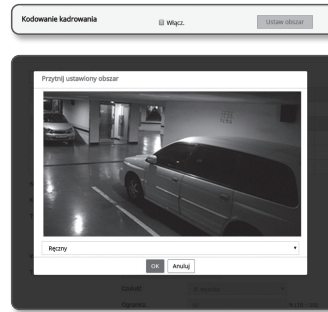 Kodowanie kadrowania
Włącz.
Ustaw obszar
Przytnij ustawiony obszar
Ręczny
OK
Anuluj